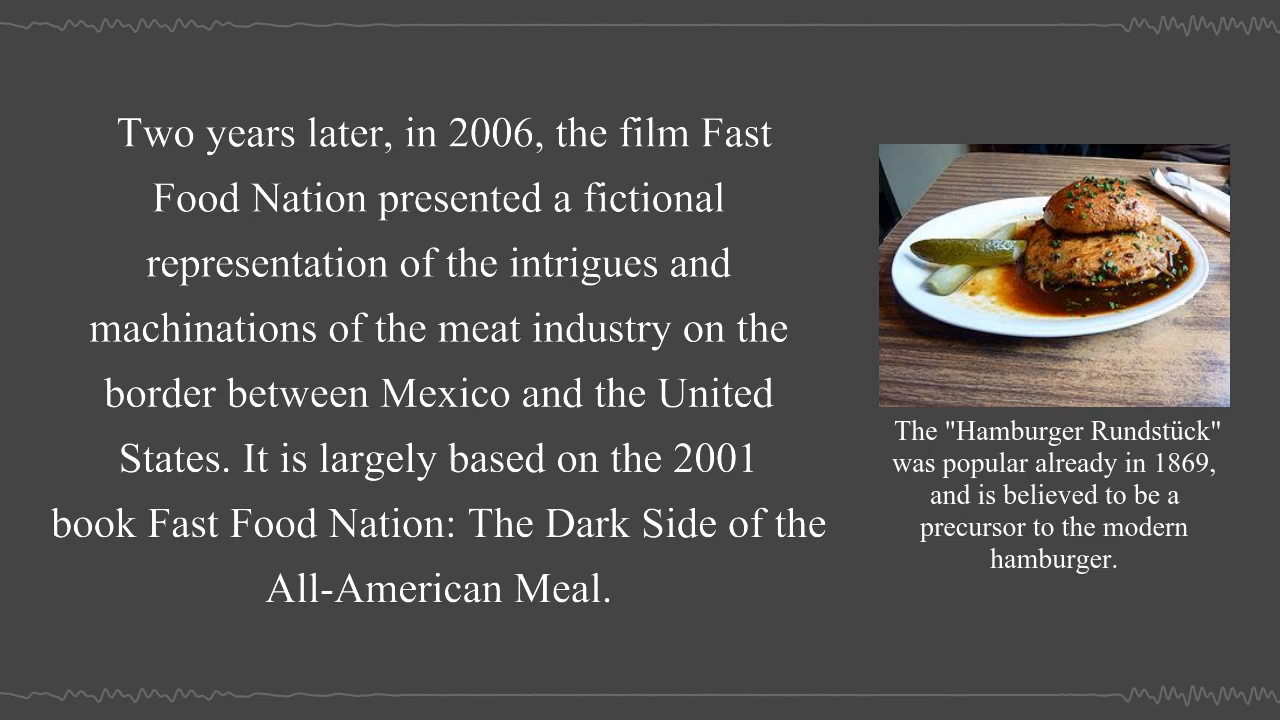 Two years later, in 2006, the film Fast
Food Nation presented a fictional
representation of the intrigues and
machinations of the meat industry on the
border between Mexico and the United
States. It is largely based on the 2001
book Fast Food Nation: The Dark Side of the
All-American Meal.
The "Hamburger Rundstück"
was popular already in 1869,
and is believed to be a
precursor to the modern
hamburger.